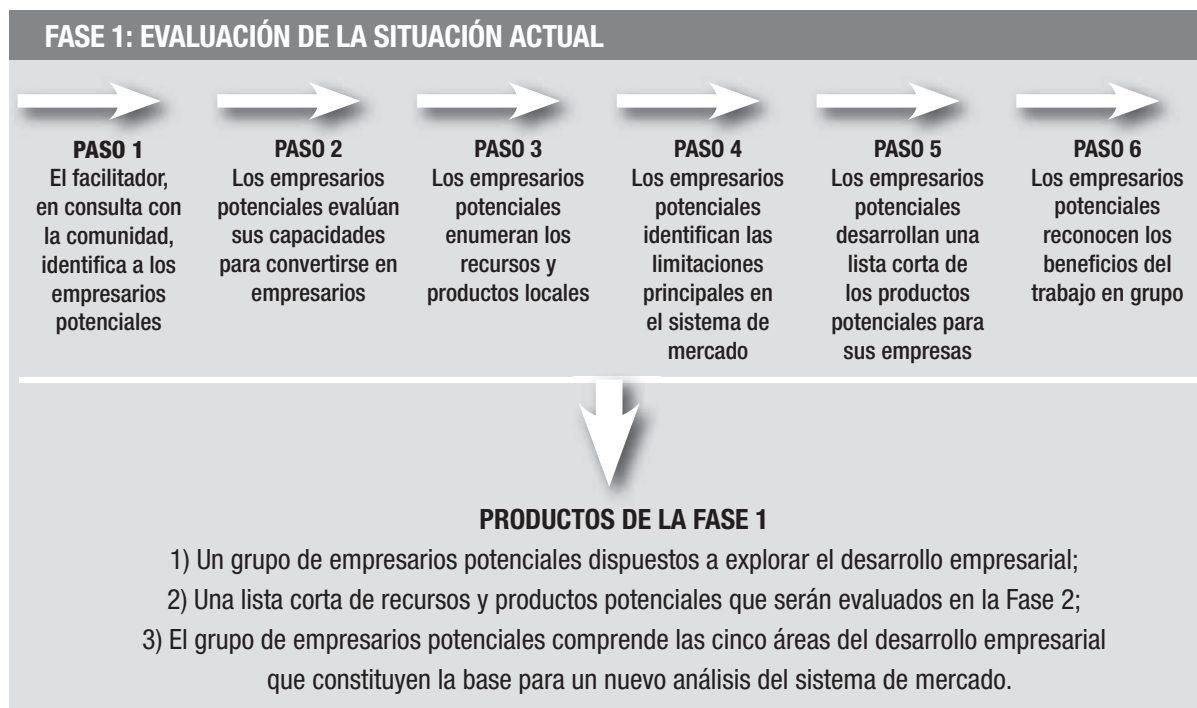 FASE 1: EVALUACIÓN DE LA SITUACIÓN ACTUAL
PASO 1
El facilitador,
en consulta con
la comunidad,
identifica a los
empresarios
potenciales
PASO 2
Los empresarios
potenciales evalúan
sus capacidades
para convertirse en
empresarios
PASO 3
Los empresarios
potenciales
enumeran los
recursos y
productos locales
PASO 4
Los empresarios
potenciales
identifican las
limitaciones
principales en
el sistema de
mercado
PASO 5
Los empresarios
potenciales
desarrollan una
lista corta de
los productos
potenciales para
sus empresas
PASO 6
Los empresarios
potenciales
reconocen los
beneficios del
trabajo en grupo
PRODUCTOS DE LA FASE 1
1) Un grupo de empresarios potenciales dispuestos a explorar el desarrollo empresarial;
2) Una lista corta de recursos y productos potenciales que serán evaluados en la Fase 2;
3) El grupo de empresarios potenciales comprende las cinco áreas del desarrollo empresarial
que constituyen la base para un nuevo análisis del sistema de mercado.